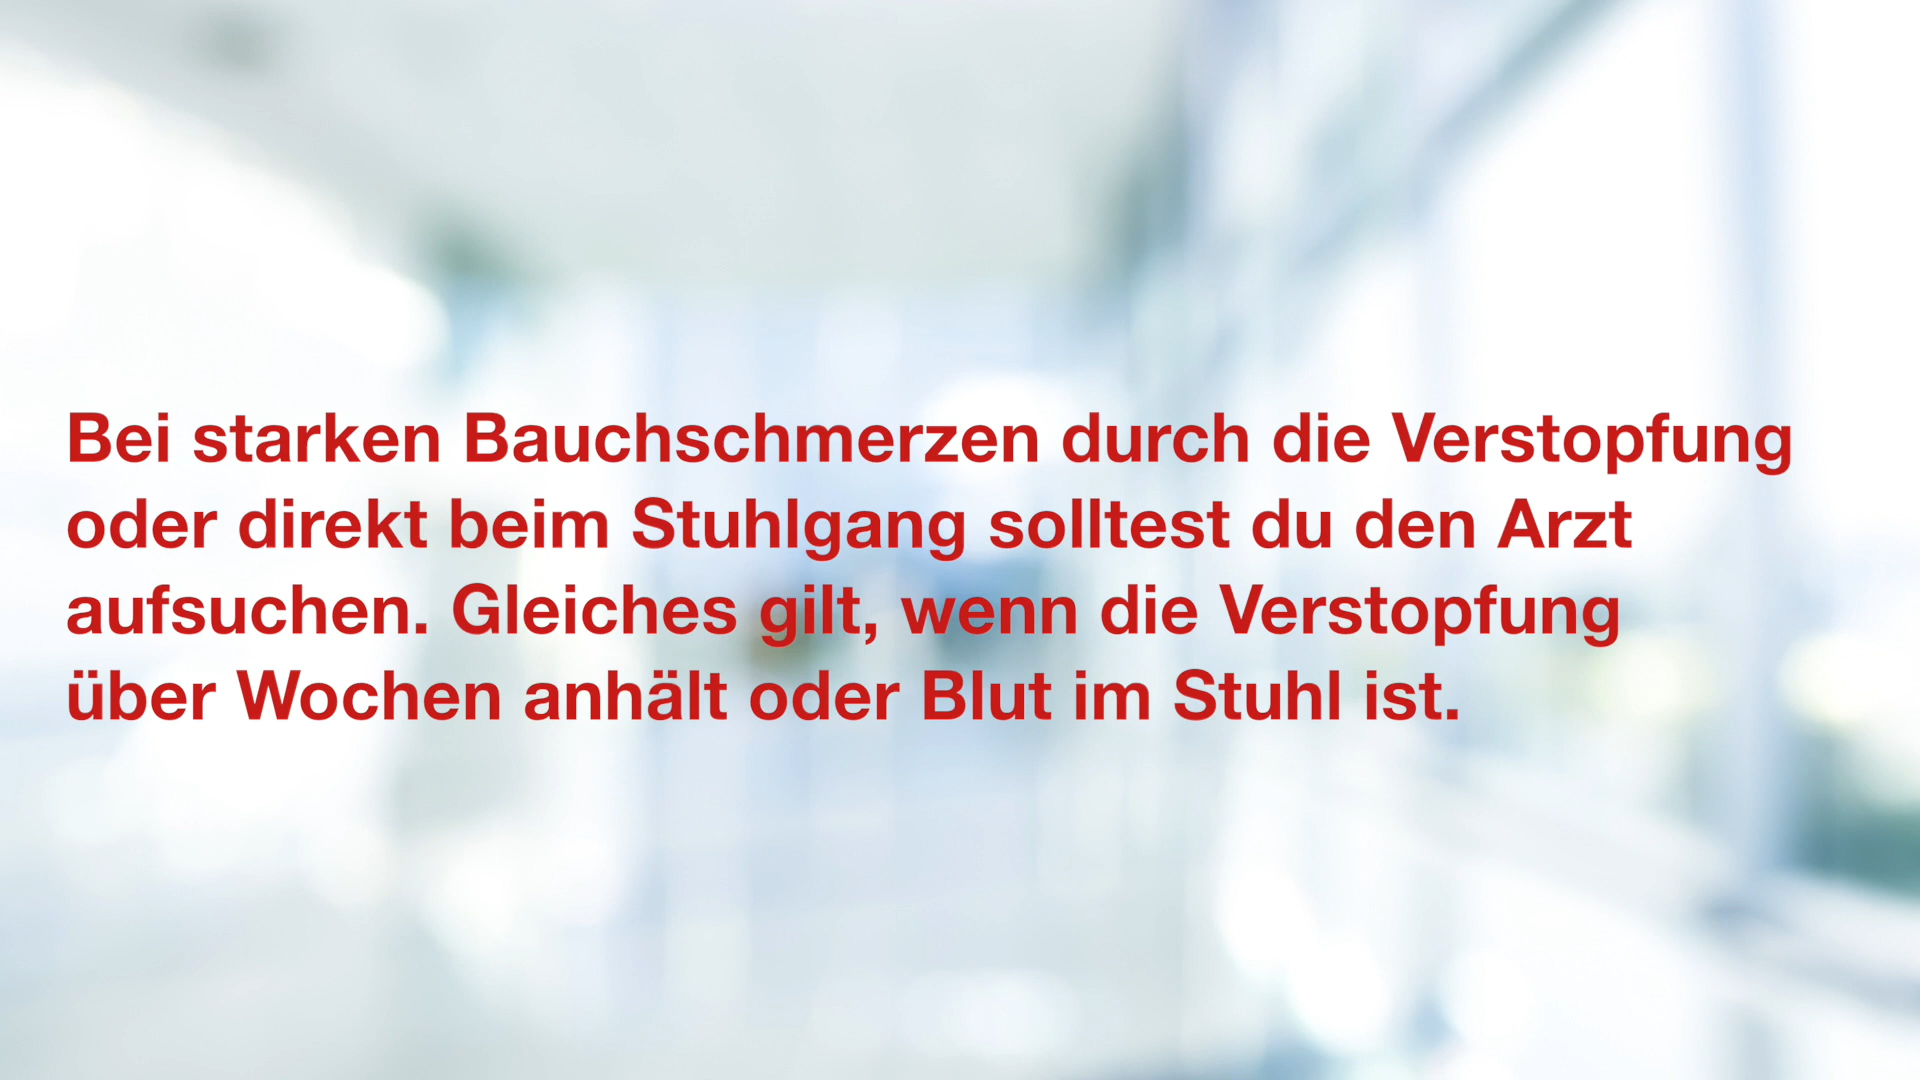 Bei starken Bauchschmerzen durch die Verstopfung
oder direkt beim Stuhlgang solltest du den Arzt
aufsuchen. Gleiches gilt, wenn die Verstopfung
über Wochen anhält oder Blut im Stuhl ist.